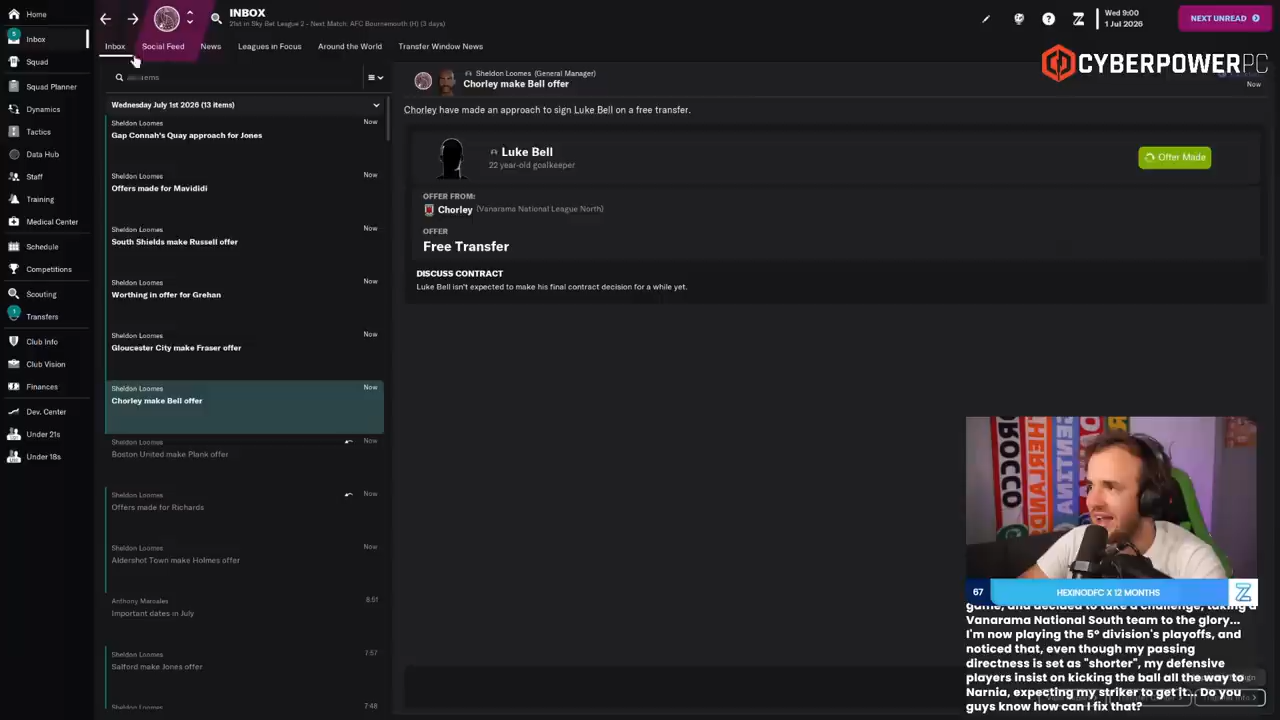 Home
Inbox
5
Squad
Squad Planner
Dynamics
Tactics
Data Hub
Staff
Training
Medical Center
Schedule
Competitions
Scouting
1
Transfers
Club Info
Club Vision
Finances
Dev. Center
Under 21s
Under 18s
INBOX
21st in Sky Bet League 2 - Next Match: AFC Bournemouth (H) (3 days)
Wed 9:00
1 Jul 2026
NEXT UNREAD
Inbox
Social Feed
News
Leagues in Focus
Around the World
Transfer Window News
CYBERPOWERPC
Wednesday July 1st 2026 (13 items)
Sheldon Loomes
Now
Gap Connah's Quay approach for Jones
Sheldon Loomes
Now
Offers made for Mavididi
Sheldon Loomes
Now
South Shields make Russell offer
Sheldon Loomes
Now
Worthing in offer for Grehan
Sheldon Loomes
Now
Gloucester City make Fraser offer
Sheldon Loomes
Now
Chorley make Bell offer
Sheldon Loomes
Now
Boston United make Plank offer
Sheldon Loomes
Now
Offers made for Richards
Sheldon Loomes
Now
Aldershot Town make Holmes offer
Anthony Mersales
8:51
Important dates in July
Sheldon Loomes
7:57
Salford make Jones offer
Sheldon Loomes
7:48
Sheldon Loomes (General Manager)
Chorley make Bell offer
Now
Chorley have made an approach to sign Luke Bell on a free transfer.
Luke Bell
22 year-old goalkeeper
Offer Made
OFFER FROM:
Chorley (Vanarama National League North)
OFFER
Free Transfer
DISCUSS CONTRACT
Luke Bell isn't expected to make his final contract decision for a while yet.
MOROCCO
67
HEXINODFC X 12 MONTHS
game, and decided to take a challenge, taking a
Vanarama National South team to the glory...
I'm now playing the 5º division's playoffs, and
noticed that, even though my passing
directness is set as "shorter", my defensive
players insist on kicking the ball all the way to
Narnia, expecting my striker to get it... Do you
guys know how can I fix that?